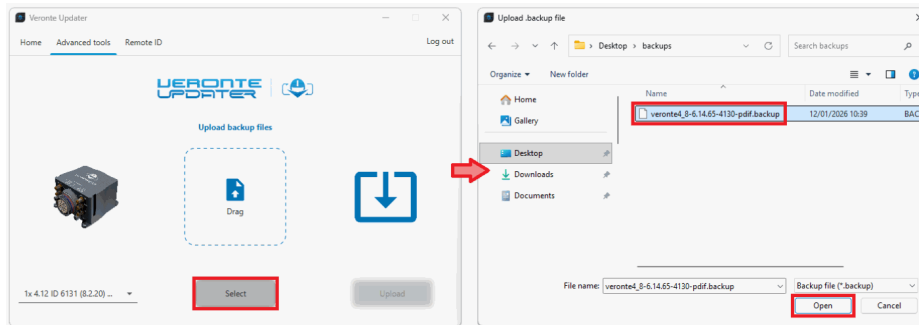 Veronte Updater
Home Advanced tools Remote ID Log out
VERONTE
UPDATER
Upload backup files
Drag
1x 4.12 ID 6131 (8.2.20) ...
Select
Upload
Upload .backup file
Desktop > backups
Search backups
Organize New folder
Home
Gallery
Desktop
Downloads
Documents
Name Date modified Type
veronte4_8-6.14.65-4130-pdif.backup 12/01/2026 10:39 BAC
File name: veronte4_8-6.14.65-4130-pdif.backup Backup file (*.backup)
Open Cancel